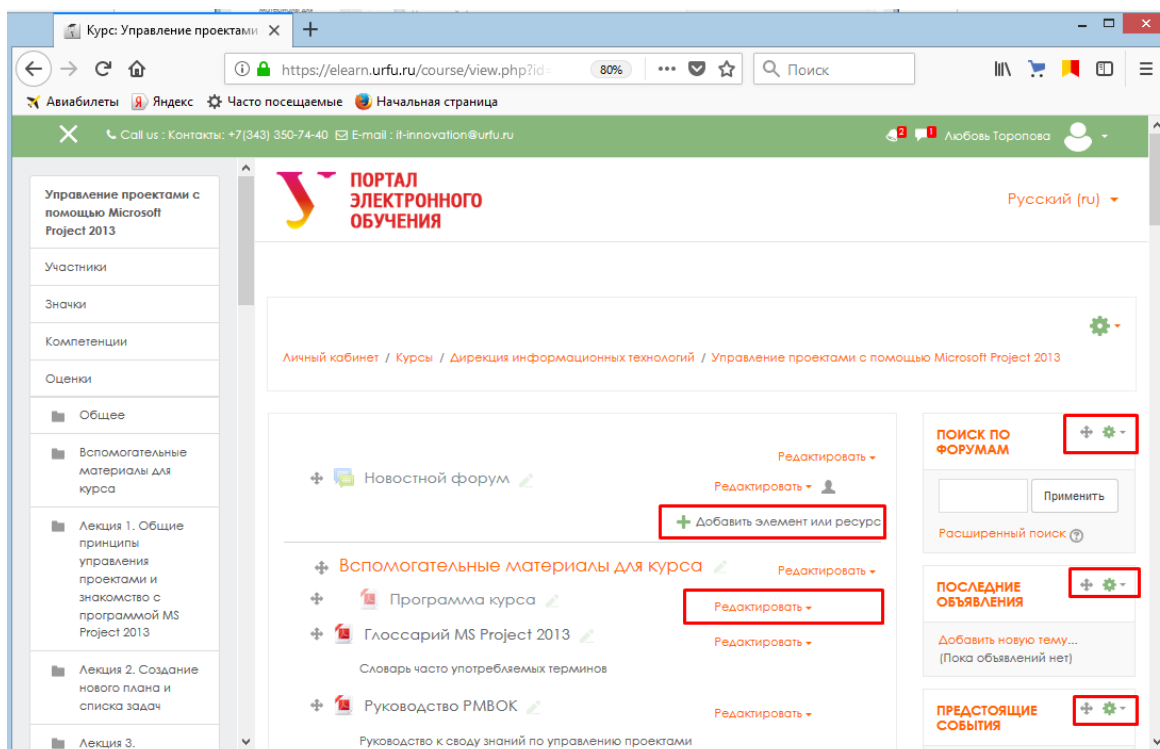 Курс: Управление проектами
https://elearn.urfu.ru/course/view.php?id=
80%
Поиск
Авиабилеты
Яндекс
Часто посещаемые
Начальная страница
Call us : Контакты: +7(343) 350-74-40
E-mail : it-innovation@urfu.ru
2
1
Любовь Торопова
Управление проектами с
помощью Microsoft
Project 2013
Участники
Значки
Компетенции
Оценки
Общее
Вспомогательные
материалы для
курса
Лекция 1. Общие
принципы
управления
проектами и
знакомство с
программой MS
Project 2013
Лекция 2. Создание
нового плана и
списка задач
Лекция 3.
ПОРТАЛ
ЭЛЕКТРОННОГО
ОБУЧЕНИЯ
Русский (ru)
Личный кабинет / Курсы / Дирекция информационных технологий / Управление проектами с помощью Microsoft Project 2013
Редактировать
Новостной форум
Редактировать
Добавить элемент или ресурс
Вспомогательные материалы для курса
Редактировать
Программа курса
Редактировать
Глоссарий MS Project 2013
Редактировать
Словарь часто употребляемых терминов
Руководство PMBOK
Редактировать
Руководство к своду знаний по управлению проектами
ПОИСК ПО
ФОРУМАМ
Применить
Расширенный поиск
ПОСЛЕДНИЕ
ОБЪЯВЛЕНИЯ
Добавить новую тему...
(Пока объявлений нет)
ПРЕДСТОЯЩИЕ
СОБЫТИЯ